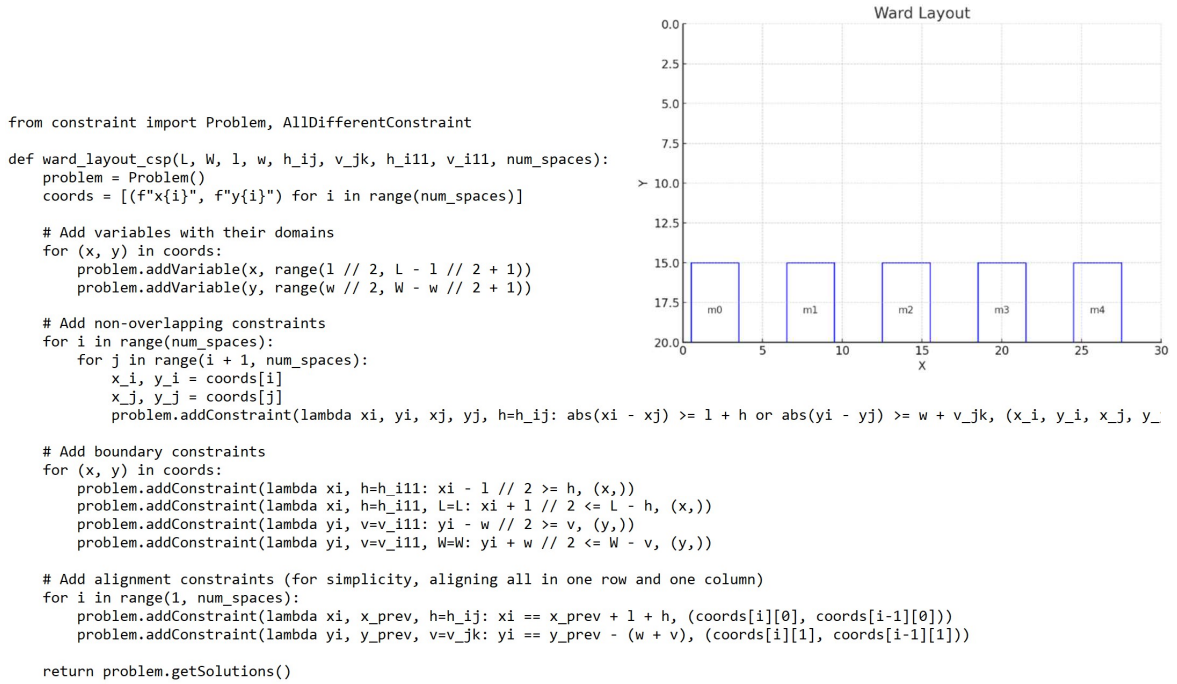 Ward Layout
0.0
2.5
5.0
7.5
10.0
12.5
15.0
17.5
20.0
Y
m0 m1 m2 m3 m4
0 5 10 15 20 25 30
X
from constraint import Problem, AllDifferentConstraint
def ward_layout_csp(L, W, l, w, h_ij, v_jk, h_i11, v_i11, num_spaces):
    problem = Problem()
    coords = [(f"x{i}", f"y{i}") for i in range(num_spaces)]
    # Add variables with their domains
    for (x, y) in coords:
        problem.addVariable(x, range(l // 2, L - l // 2 + 1))
        problem.addVariable(y, range(w // 2, W - w // 2 + 1))
    # Add non-overlapping constraints
    for i in range(num_spaces):
        for j in range(i + 1, num_spaces):
            x_i, y_i = coords[i]
            x_j, y_j = coords[j]
            problem.addConstraint(lambda xi, yi, xj, yj, h=h_ij: abs(xi - xj) >= l + h or abs(yi - yj) >= w + v_jk, (x_i, y_i, x_j, y_
    # Add boundary constraints
    for (x, y) in coords:
        problem.addConstraint(lambda xi, h=h_i11: xi - l // 2 >= h, (x,))
        problem.addConstraint(lambda xi, h=h_i11, L=L: xi + l // 2 <= L - h, (x,))
        problem.addConstraint(lambda yi, v=v_i11: yi - w // 2 >= v, (y,))
        problem.addConstraint(lambda yi, v=v_i11, W=W: yi + w // 2 <= W - v, (y,))
    # Add alignment constraints (for simplicity, aligning all in one row and one column)
    for i in range(1, num_spaces):
        problem.addConstraint(lambda xi, x_prev, h=h_ij: xi == x_prev + l + h, (coords[i][0], coords[i-1][0]))
        problem.addConstraint(lambda yi, y_prev, v=v_jk: yi == y_prev - (w + v), (coords[i][1], coords[i-1][1]))
    return problem.getSolutions()